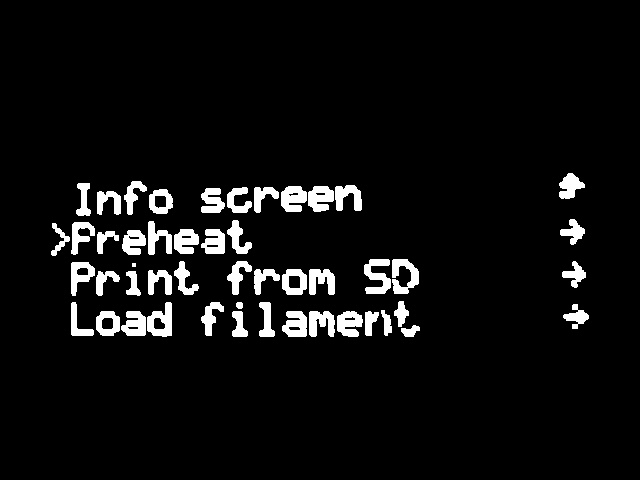 Info screen ↑
>Preheat →
Print from SD →
Load filament →